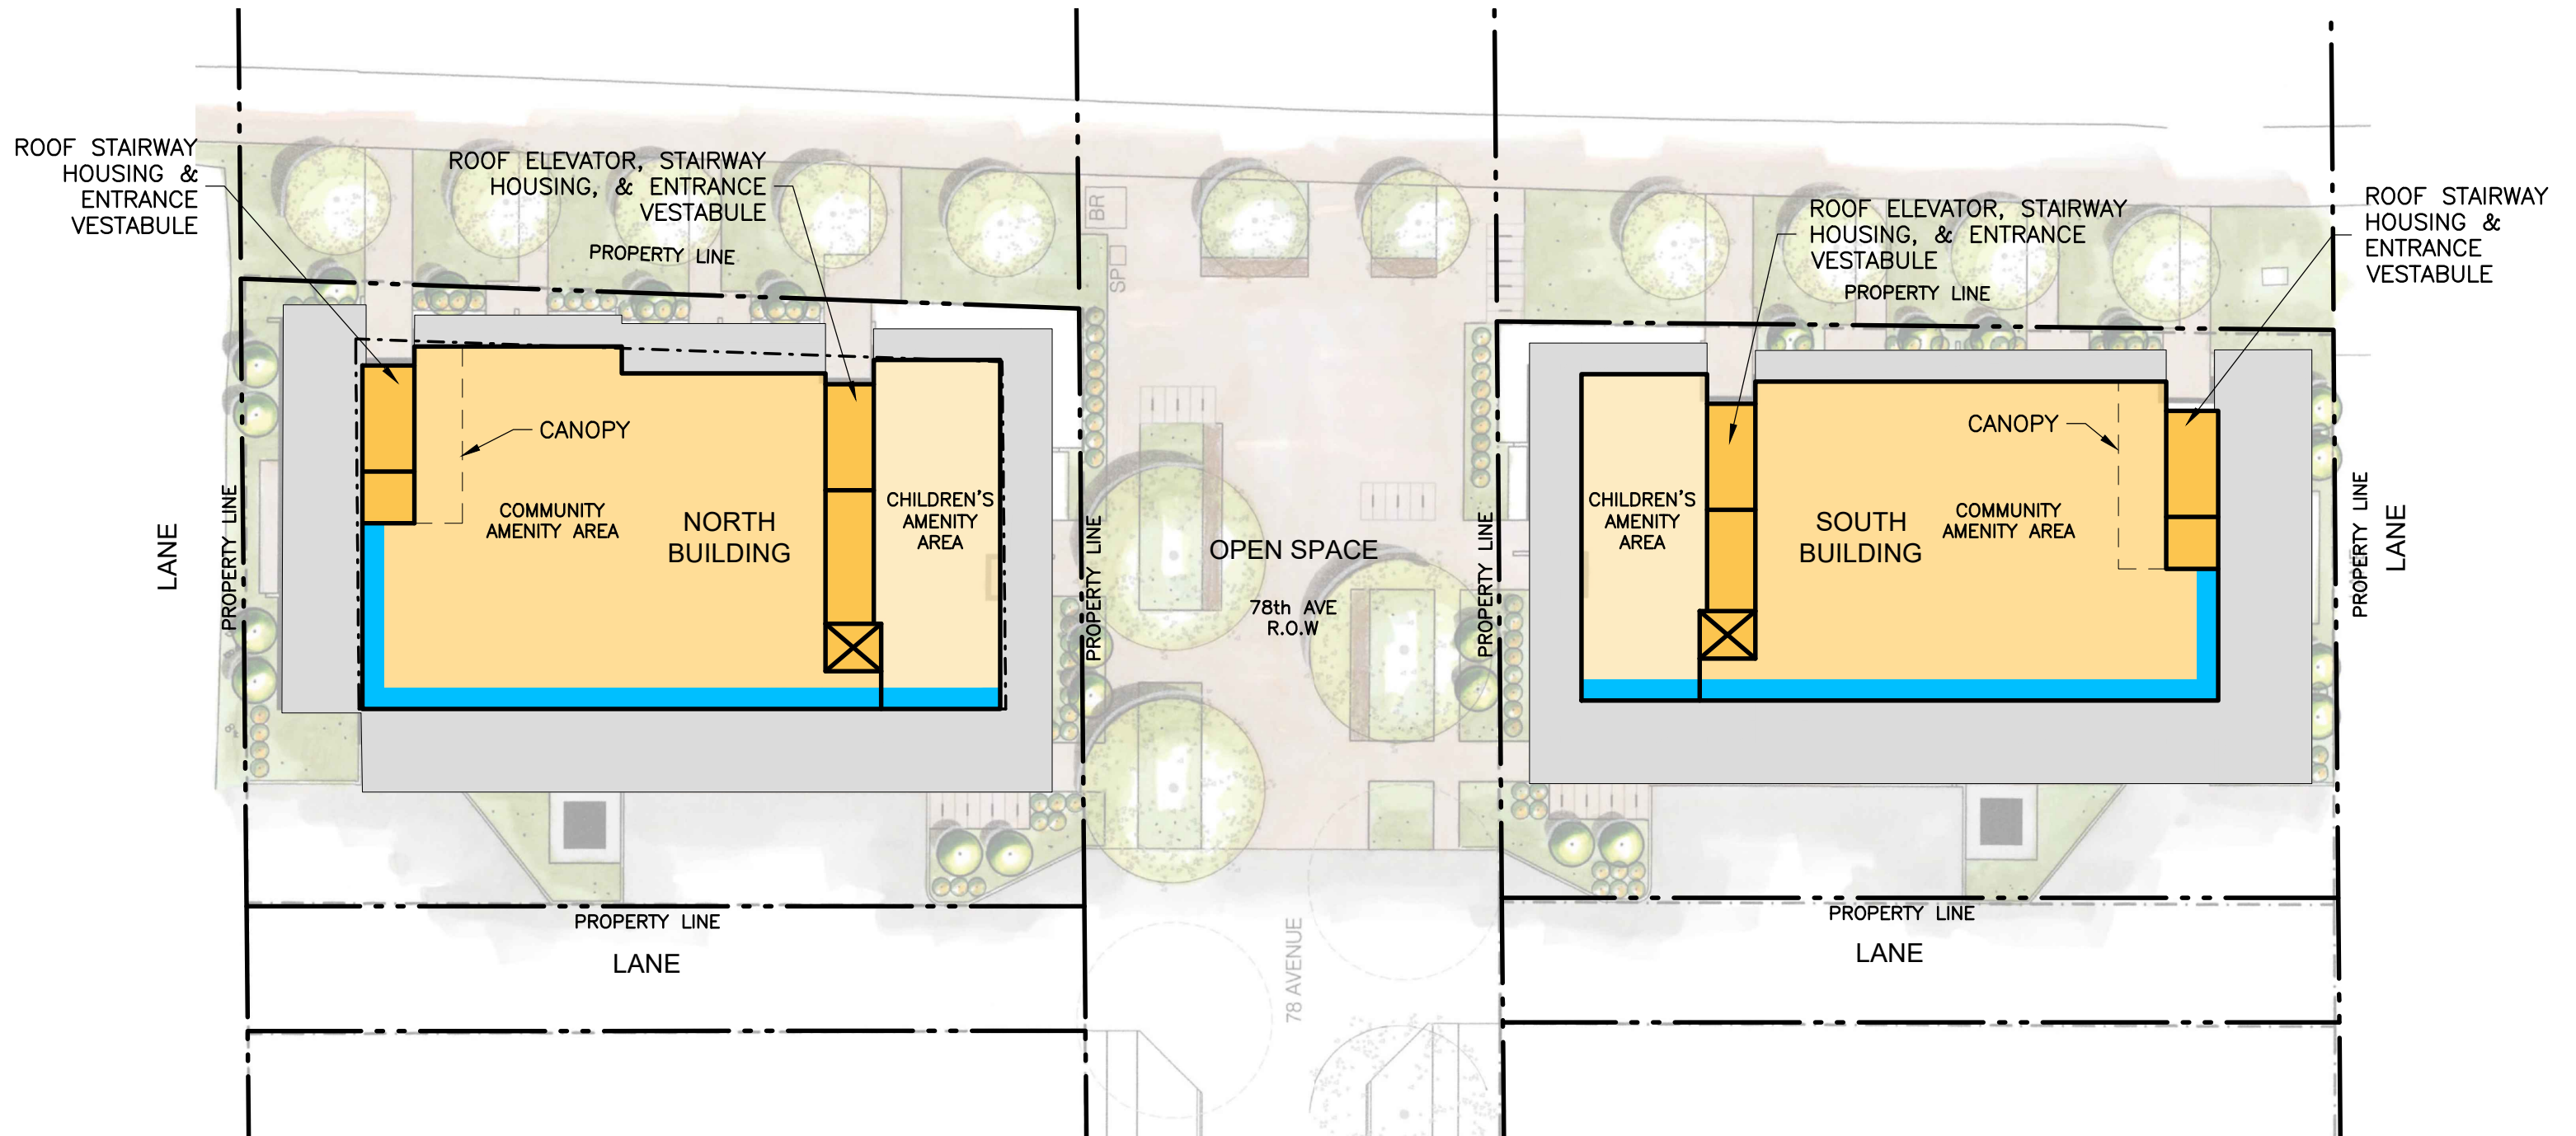 ROOF STAIRWAY
HOUSING &
ENTRANCE
VESTABULE
ROOF ELEVATOR, STAIRWAY
HOUSING, & ENTRANCE
VESTABULE
PROPERTY LINE
BR
SP
ROOF ELEVATOR, STAIRWAY
HOUSING, & ENTRANCE
VESTABULE
PROPERTY LINE
ROOF STAIRWAY
HOUSING &
ENTRANCE
VESTABULE
LANE
PROPERTY LINE
CANOPY
COMMUNITY
AMENITY AREA
NORTH
BUILDING
CHILDREN'S
AMENITY
AREA
PROPERTY LINE
OPEN SPACE
78th AVE
R.O.W
PROPERTY LINE
CHILDREN'S
AMENITY
AREA
SOUTH
BUILDING
CANOPY
COMMUNITY
AMENITY AREA
PROPERTY LINE
LANE
PROPERTY LINE
LANE
78 AVENUE
PROPERTY LINE
LANE